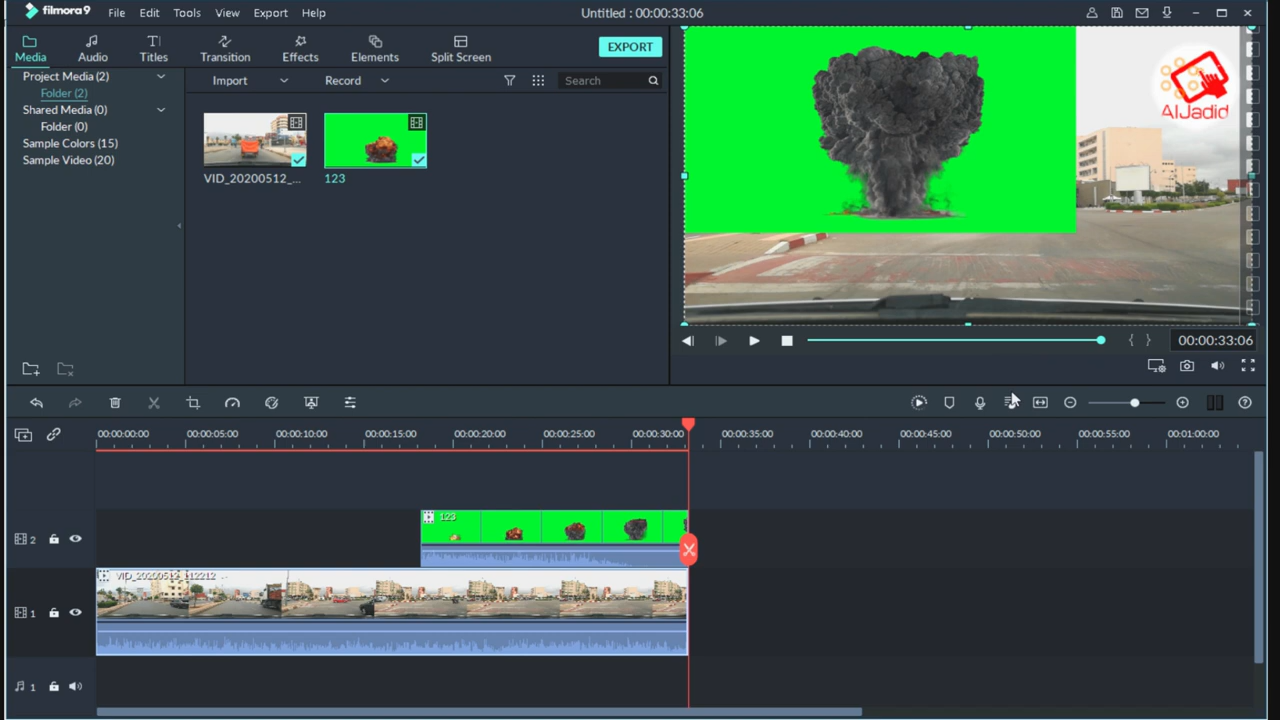 filmora9 File Edit Tools View Export Help Untitled : 00:00:33:06
Media Audio Titles Transition Effects Elements Split Screen EXPORT
Project Media (2)
Folder (2)
Shared Media (0)
Folder (0)
Sample Colors (15)
Sample Video (20)
Import Record Search
VID_20200512_... 123
AlJadid
00:00:33:06
00:00:00:00 00:00:05:00 00:00:10:00 00:00:15:00 00:00:20:00 00:00:25:00 00:00:30:00 00:00:35:00 00:00:40:00 00:00:45:00 00:00:50:00 00:00:55:00 00:01:00:00
123
2
VID_20200512_112212
1
1